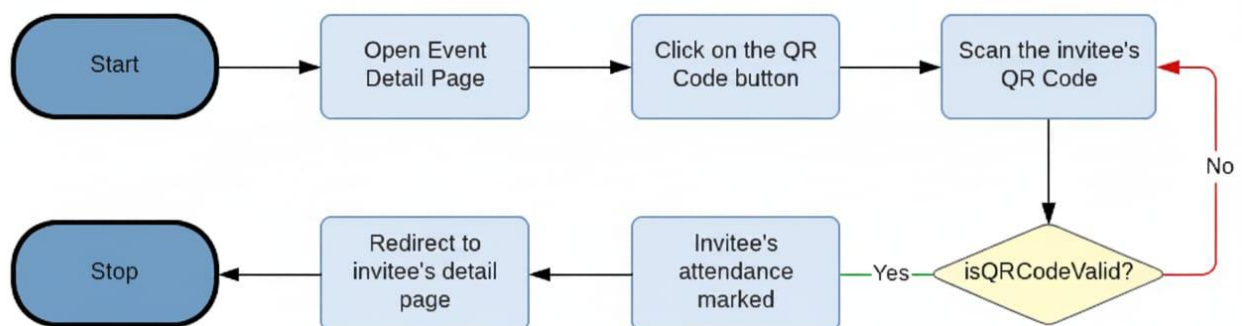 Start
Open Event
Detail Page
Click on the QR
Code button
Scan the invitee's
QR Code
No
isQRCodeValid?
Yes
Invitee's
attendance
marked
Redirect to
invitee's detail
page
Stop